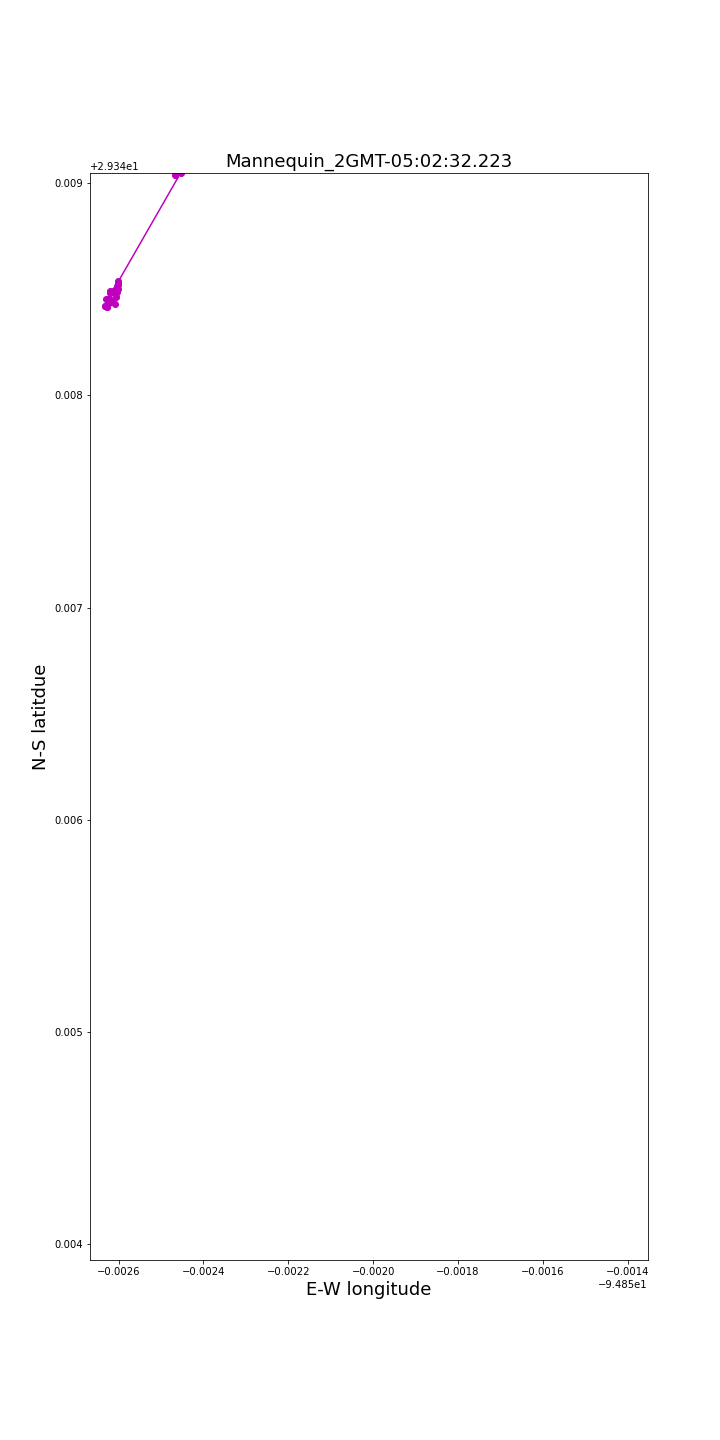 Mannequin_2GMT-05:02:32.223
+2.934e1
0.009
0.008
0.007
0.006
0.005
0.004
N-S latitdue
−0.0026 −0.0024 −0.0022 −0.0020 −0.0018 −0.0016 −0.0014
−9.485e1
E-W longitude